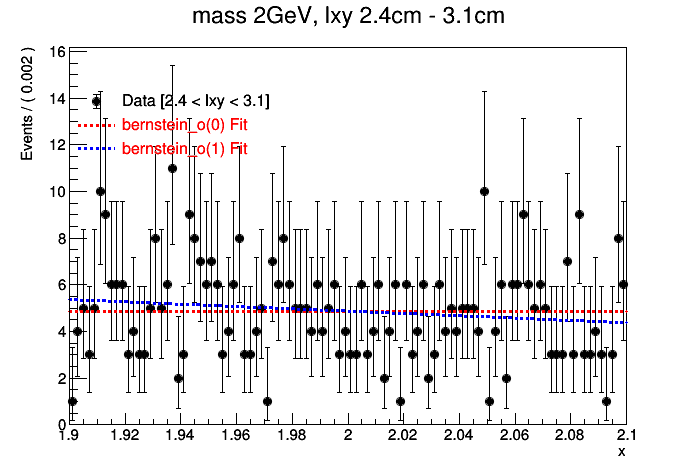 mass 2GeV, lxy 2.4cm - 3.1cm
Events / ( 0.002 )
16
14
12
10
8
6
4
2
0
Data [2.4 < lxy < 3.1]
bernstein_o(0) Fit
bernstein_o(1) Fit
1.9 1.92 1.94 1.96 1.98 2 2.02 2.04 2.06 2.08 2.1
x